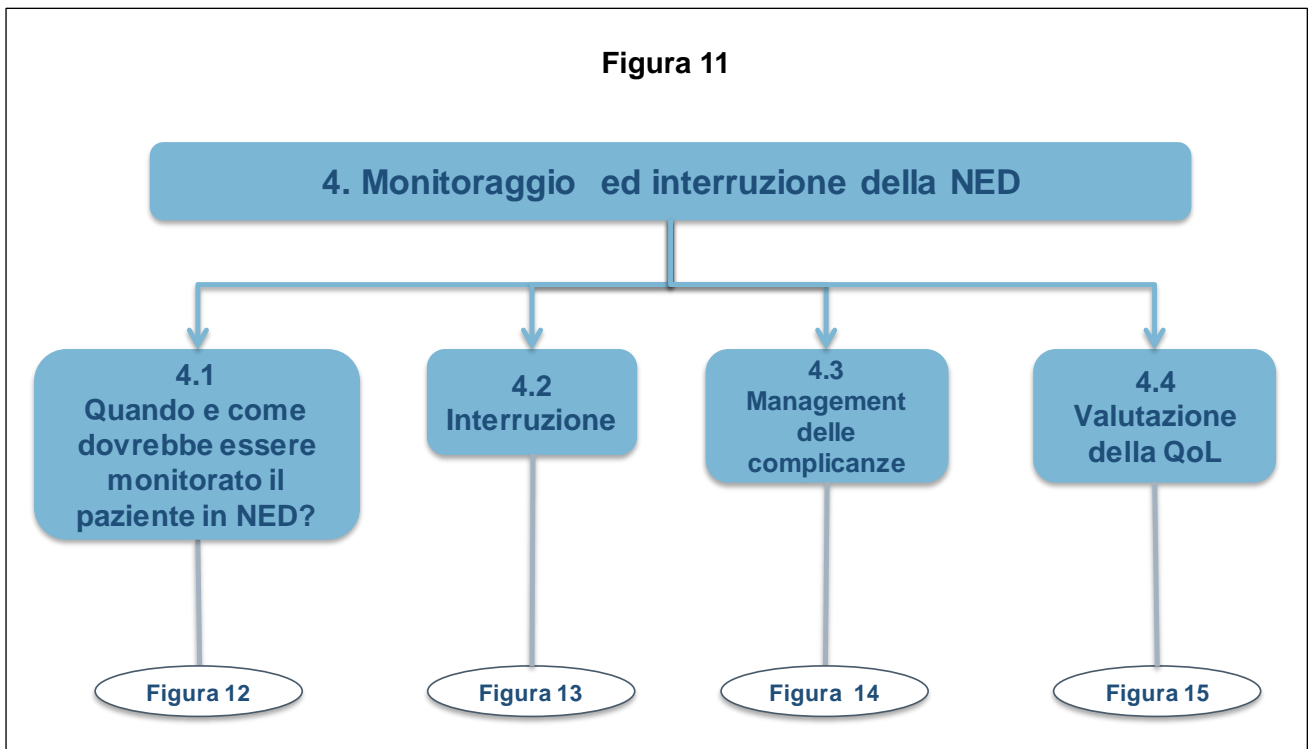 Figura 11
4. Monitoraggio ed interruzione della NED
4.1
Quando e come
dovrebbe essere
monitorato il
paziente in NED?
4.2
Interruzione
4.3
Management
delle
complicanze
4.4
Valutazione
della QoL
Figura 12
Figura 13
Figura 14
Figura 15